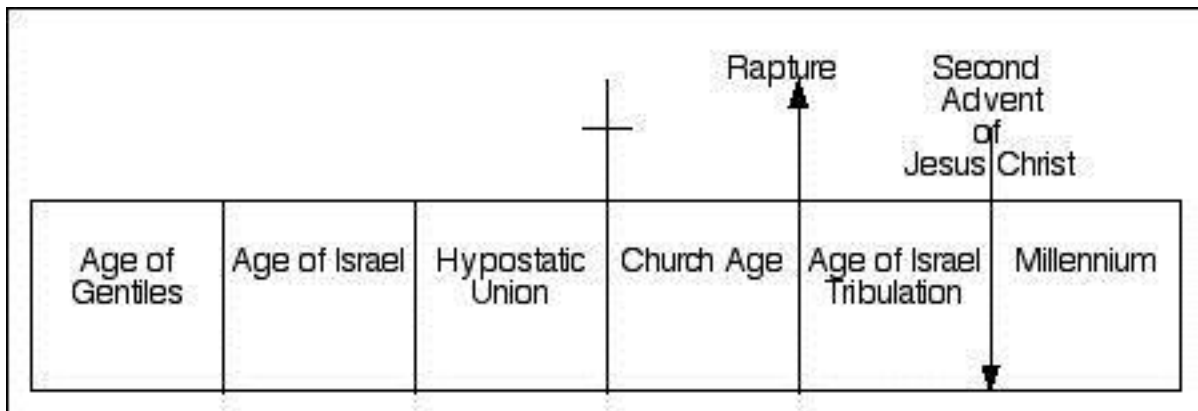 Rapture
Second
Advent
of
Jesus Christ
Age of
Gentiles
Age of Israel
Hypostatic
Union
Church Age
Age of Israel
Tribulation
Millennium